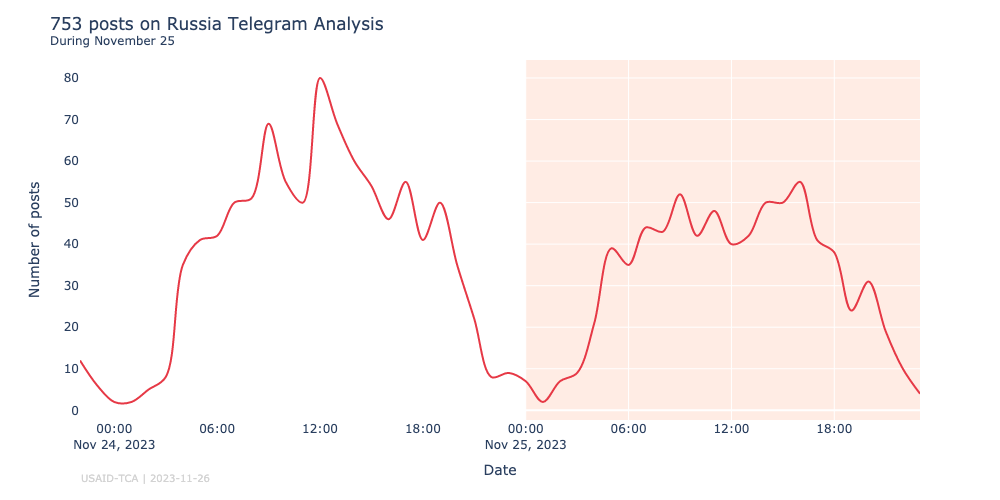 753 posts on Russia Telegram Analysis
During November 25
80
70
60
50
40
30
20
10
0
Number of posts
00:00 06:00 12:00 18:00 00:00 06:00 12:00 18:00
Nov 24, 2023 Nov 25, 2023
Date
USAID-TCA | 2023-11-26